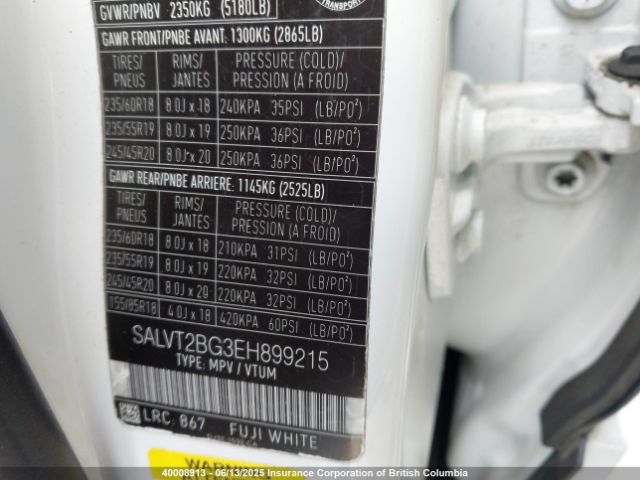 GVWR/PNBV 2350KG (5180LB)
TRANSPORT
GAWR FRONT/PNBE AVANT: 1300KG (2865LB)
TIRES/ PNEUS RIMS/ JANTES PRESSURE (COLD)/ PRESSION (A FROID)
235/60R18 8.0J x 18 240KPA 35PSI (LB/PO²)
235/55R19 8.0J x 19 250KPA 36PSI (LB/PO²)
245/45R20 8.0J x 20 250KPA 36PSI (LB/PO²)
GAWR REAR/PNBE ARRIERE: 1145KG (2525LB)
TIRES/ PNEUS RIMS/ JANTES PRESSURE (COLD)/ PRESSION (A FROID)
235/60R18 8.0J x 18 210KPA 31PSI (LB/PO²)
235/55R19 8.0J x 19 220KPA 32PSI (LB/PO²)
245/45R20 8.0J x 20 220KPA 32PSI (LB/PO²)
155/85R18 4.0J x 18 420KPA 60PSI (LB/PO²)
SALVT2BG3EH899215
TYPE: MPV / VTUM
LRC: 867 FUJI WHITE
WARNING
40008913 - 06/13/2025 Insurance Corporation of British Columbia